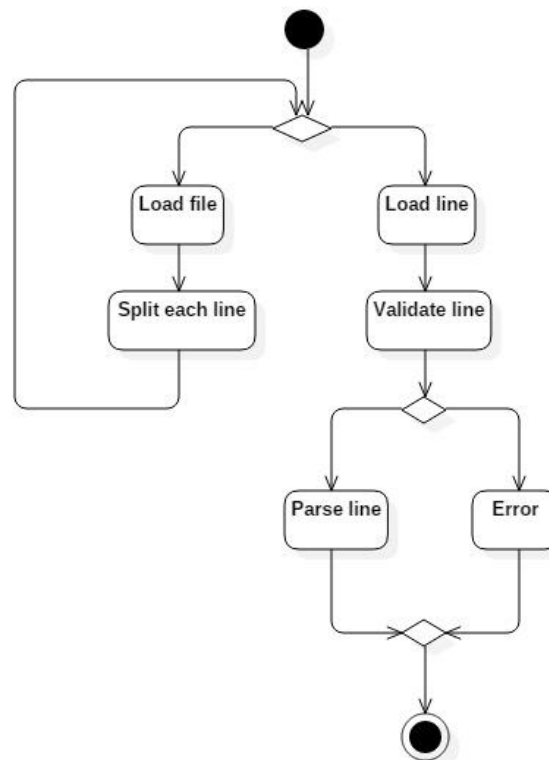 Load file
Load line
Split each line
Validate line
Parse line
Error